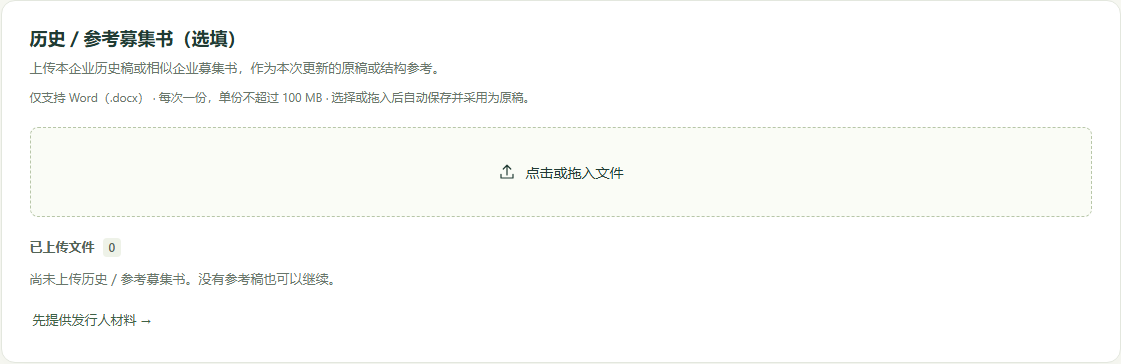 历史 / 参考募集书（选填）
上传本企业历史稿或相似企业募集书，作为本次更新的原稿或结构参考。
仅支持 Word（.docx） · 每次一份，单份不超过 100 MB · 选择或拖入后自动保存并采用为原稿。
点击或拖入文件
已上传文件 0
尚未上传历史 / 参考募集书。没有参考稿也可以继续。
先提供发行人材料 →